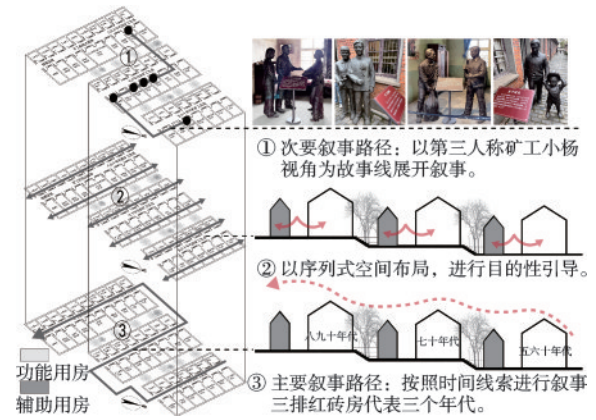 ①
① 次要叙事路径：以第三人称矿工小杨
视角为故事线展开叙事。
②
② 以序列式空间布局，进行目的性引导。
③
八九十年代
七十年代
五六十年代
功能用房
辅助用房
③ 主要叙事路径：按照时间线索进行叙事
三排红砖房代表三个年代。